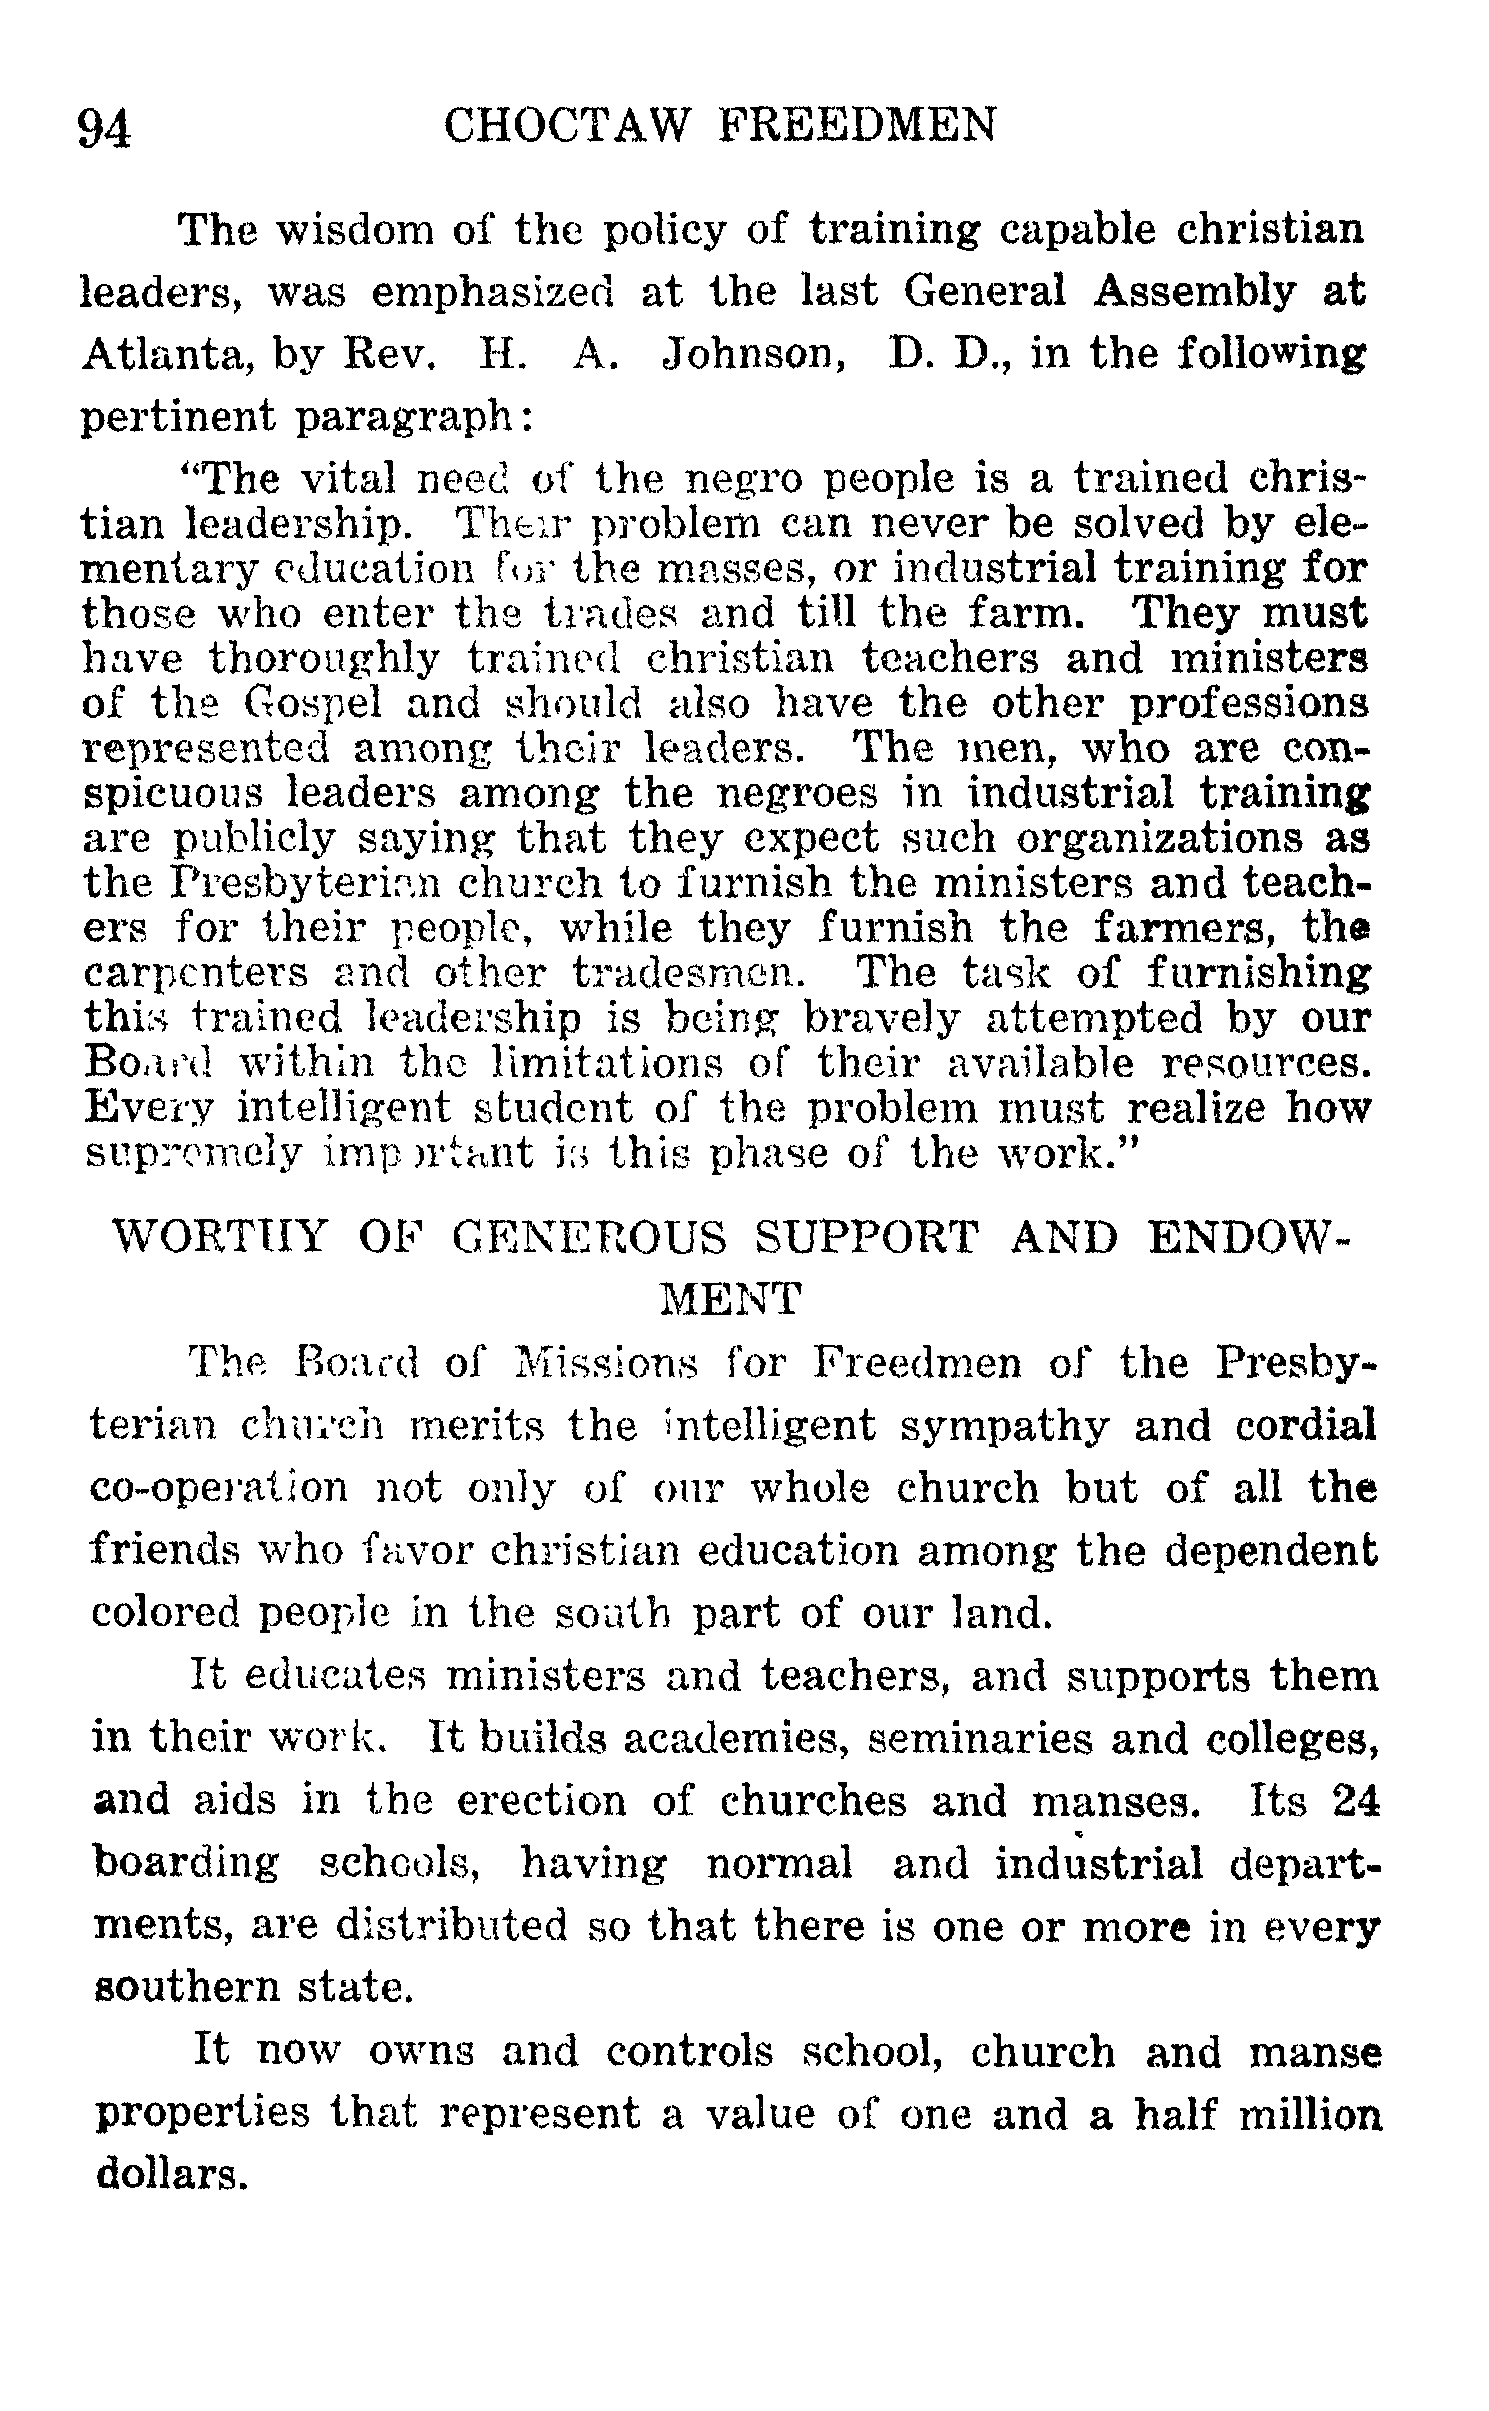 94 CHOCTAW FREEDMEN
The wisdom of the policy of training capable christian
leaders, was emphasized at the last General Assembly at
Atlanta, by Rev. H. A. Johnson, D. D., in the following
pertinent paragraph:
“The vital need of the negro people is a trained chris-
tian leadership. Their problem can never be solved by ele-
mentary education for the masses, or industrial training for
those who enter the trades and till the farm. They must
have thoroughly trained christian teachers and ministers
of the Gospel and should also have the other professions
represented among their leaders. The men, who are con-
spicuous leaders among the negroes in industrial training
are publicly saying that they expect such organizations as
the Presbyterian church to furnish the ministers and teach-
ers for their people, while they furnish the farmers, the
carpenters and other tradesmen. The task of furnishing
this trained leadership is being bravely attempted by our
Board within the limitations of their available resources.
Every intelligent student of the problem must realize how
supremely important is this phase of the work.”
WORTHY OF GENEROUS SUPPORT AND ENDOW-
MENT
The Board of Missions for Freedmen of the Presby-
terian church merits the intelligent sympathy and cordial
co-operation not only of our whole church but of all the
friends who favor christian education among the dependent
colored people in the south part of our land.
It educates ministers and teachers, and supports them
in their work. It builds academies, seminaries and colleges,
and aids in the erection of churches and manses. Its 24
boarding schools, having normal and industrial depart-
ments, are distributed so that there is one or more in every
southern state.
It now owns and controls school, church and manse
properties that represent a value of one and a half million
dollars.